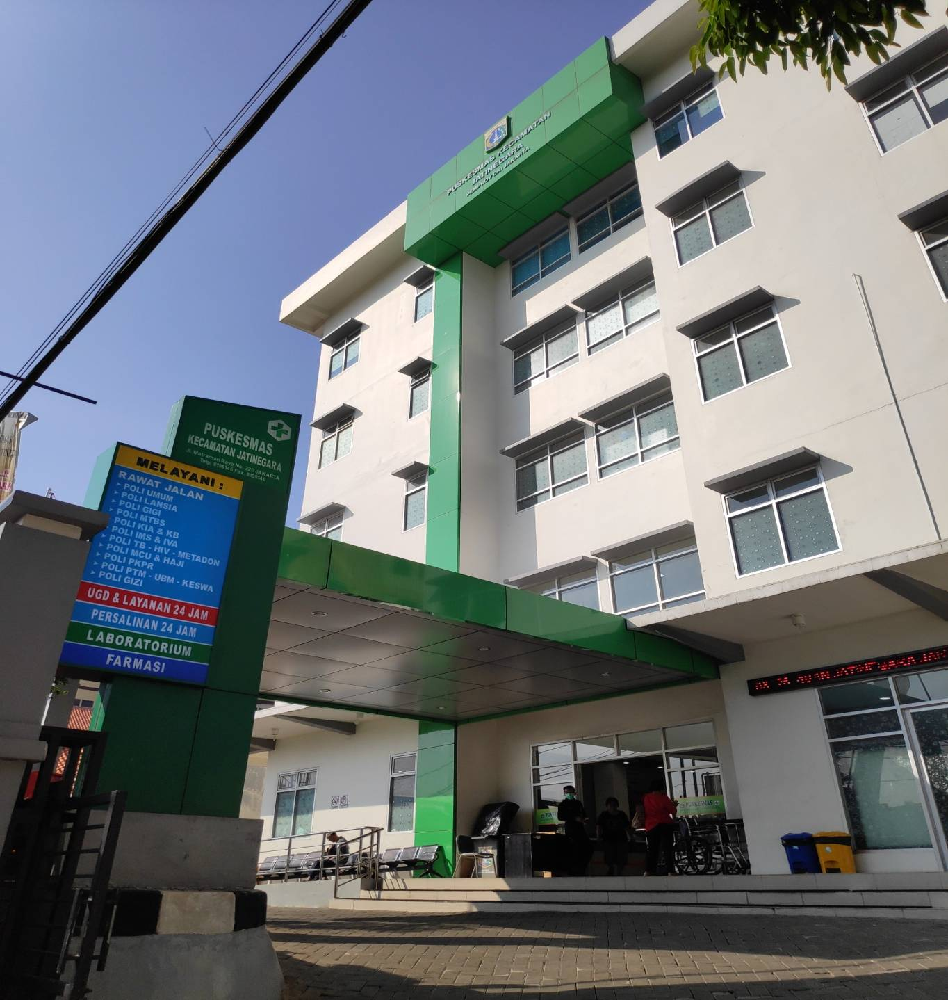 PUSKESMAS KECAMATAN
JATINEGARA
PEMPROV DKI JAKARTA
PUSKESMAS
KECAMATAN JATINEGARA
Jl. Matraman Raya No. 220 JAKARTA
Telp. 8195146 Fax. 8195146
MELAYANI :
RAWAT JALAN
POLI UMUM
POLI LANSIA
POLI GIGI
POLI MTBS
POLI KIA & KB
POLI IMS & IVA
POLI TB - HIV - METADON
POLI MCU & HAJI
POLI PKPR
POLI PTM - UBM - KESWA
POLI GIZI
UGD & LAYANAN 24 JAM
PERSALINAN 24 JAM
LABORATORIUM
FARMASI
JATINEGARA
PUSKESMAS